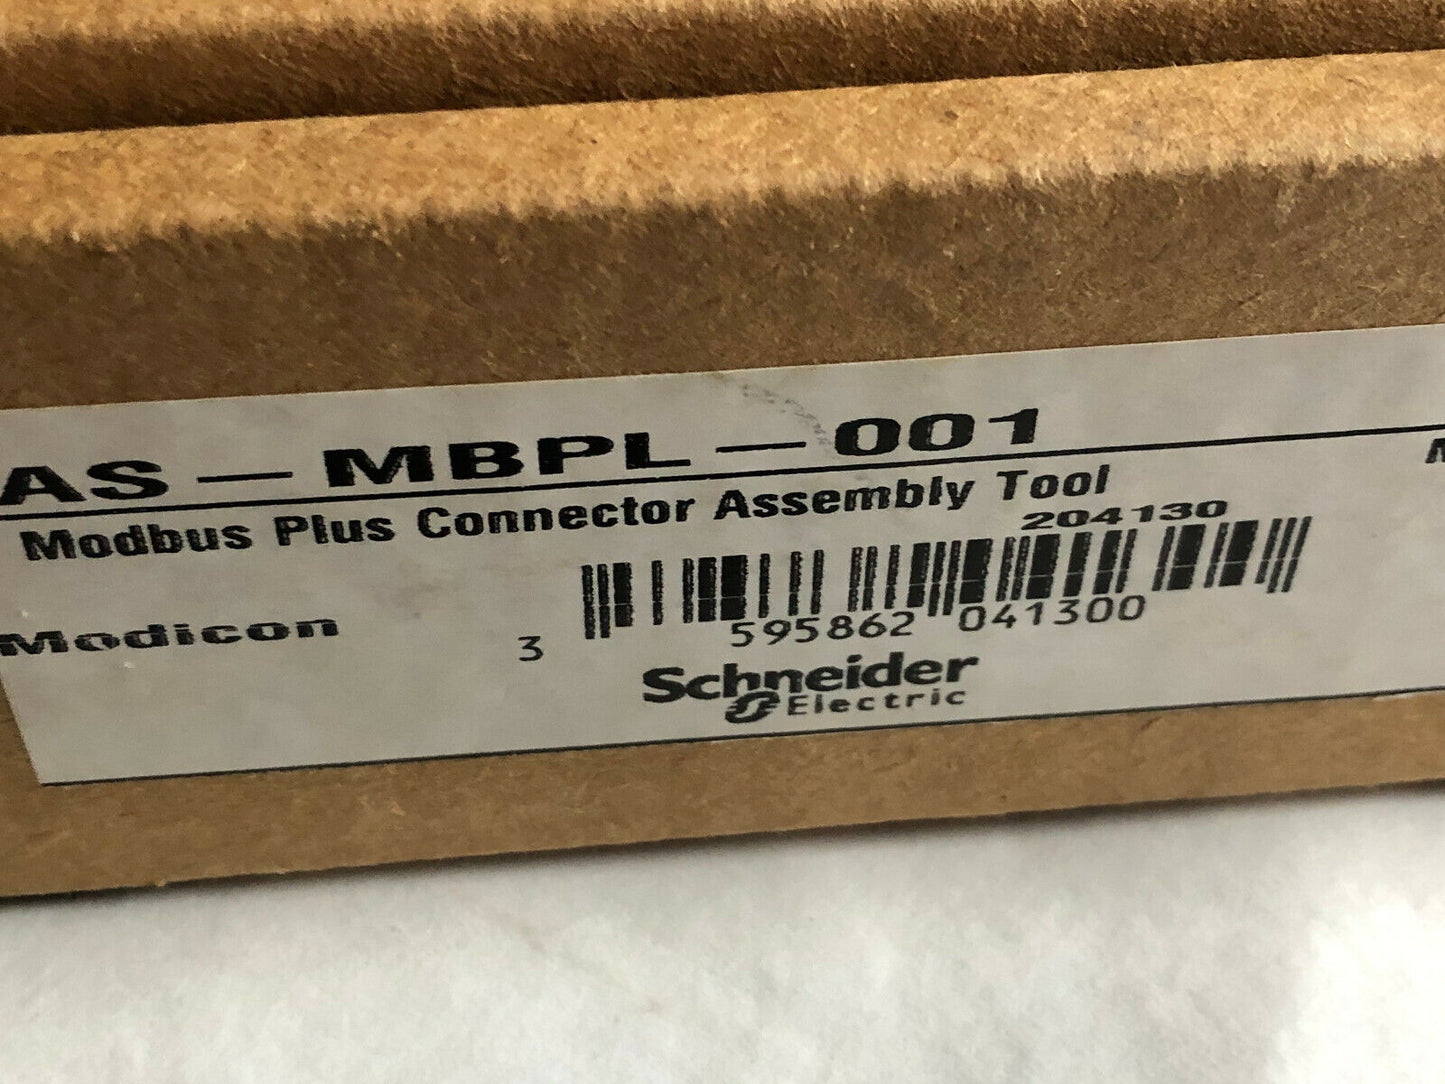 AS-MBPL-001
Modbus Plus Connector Assembly Tool
204130
Modicon
3 595862 041300
Schneider
Electric